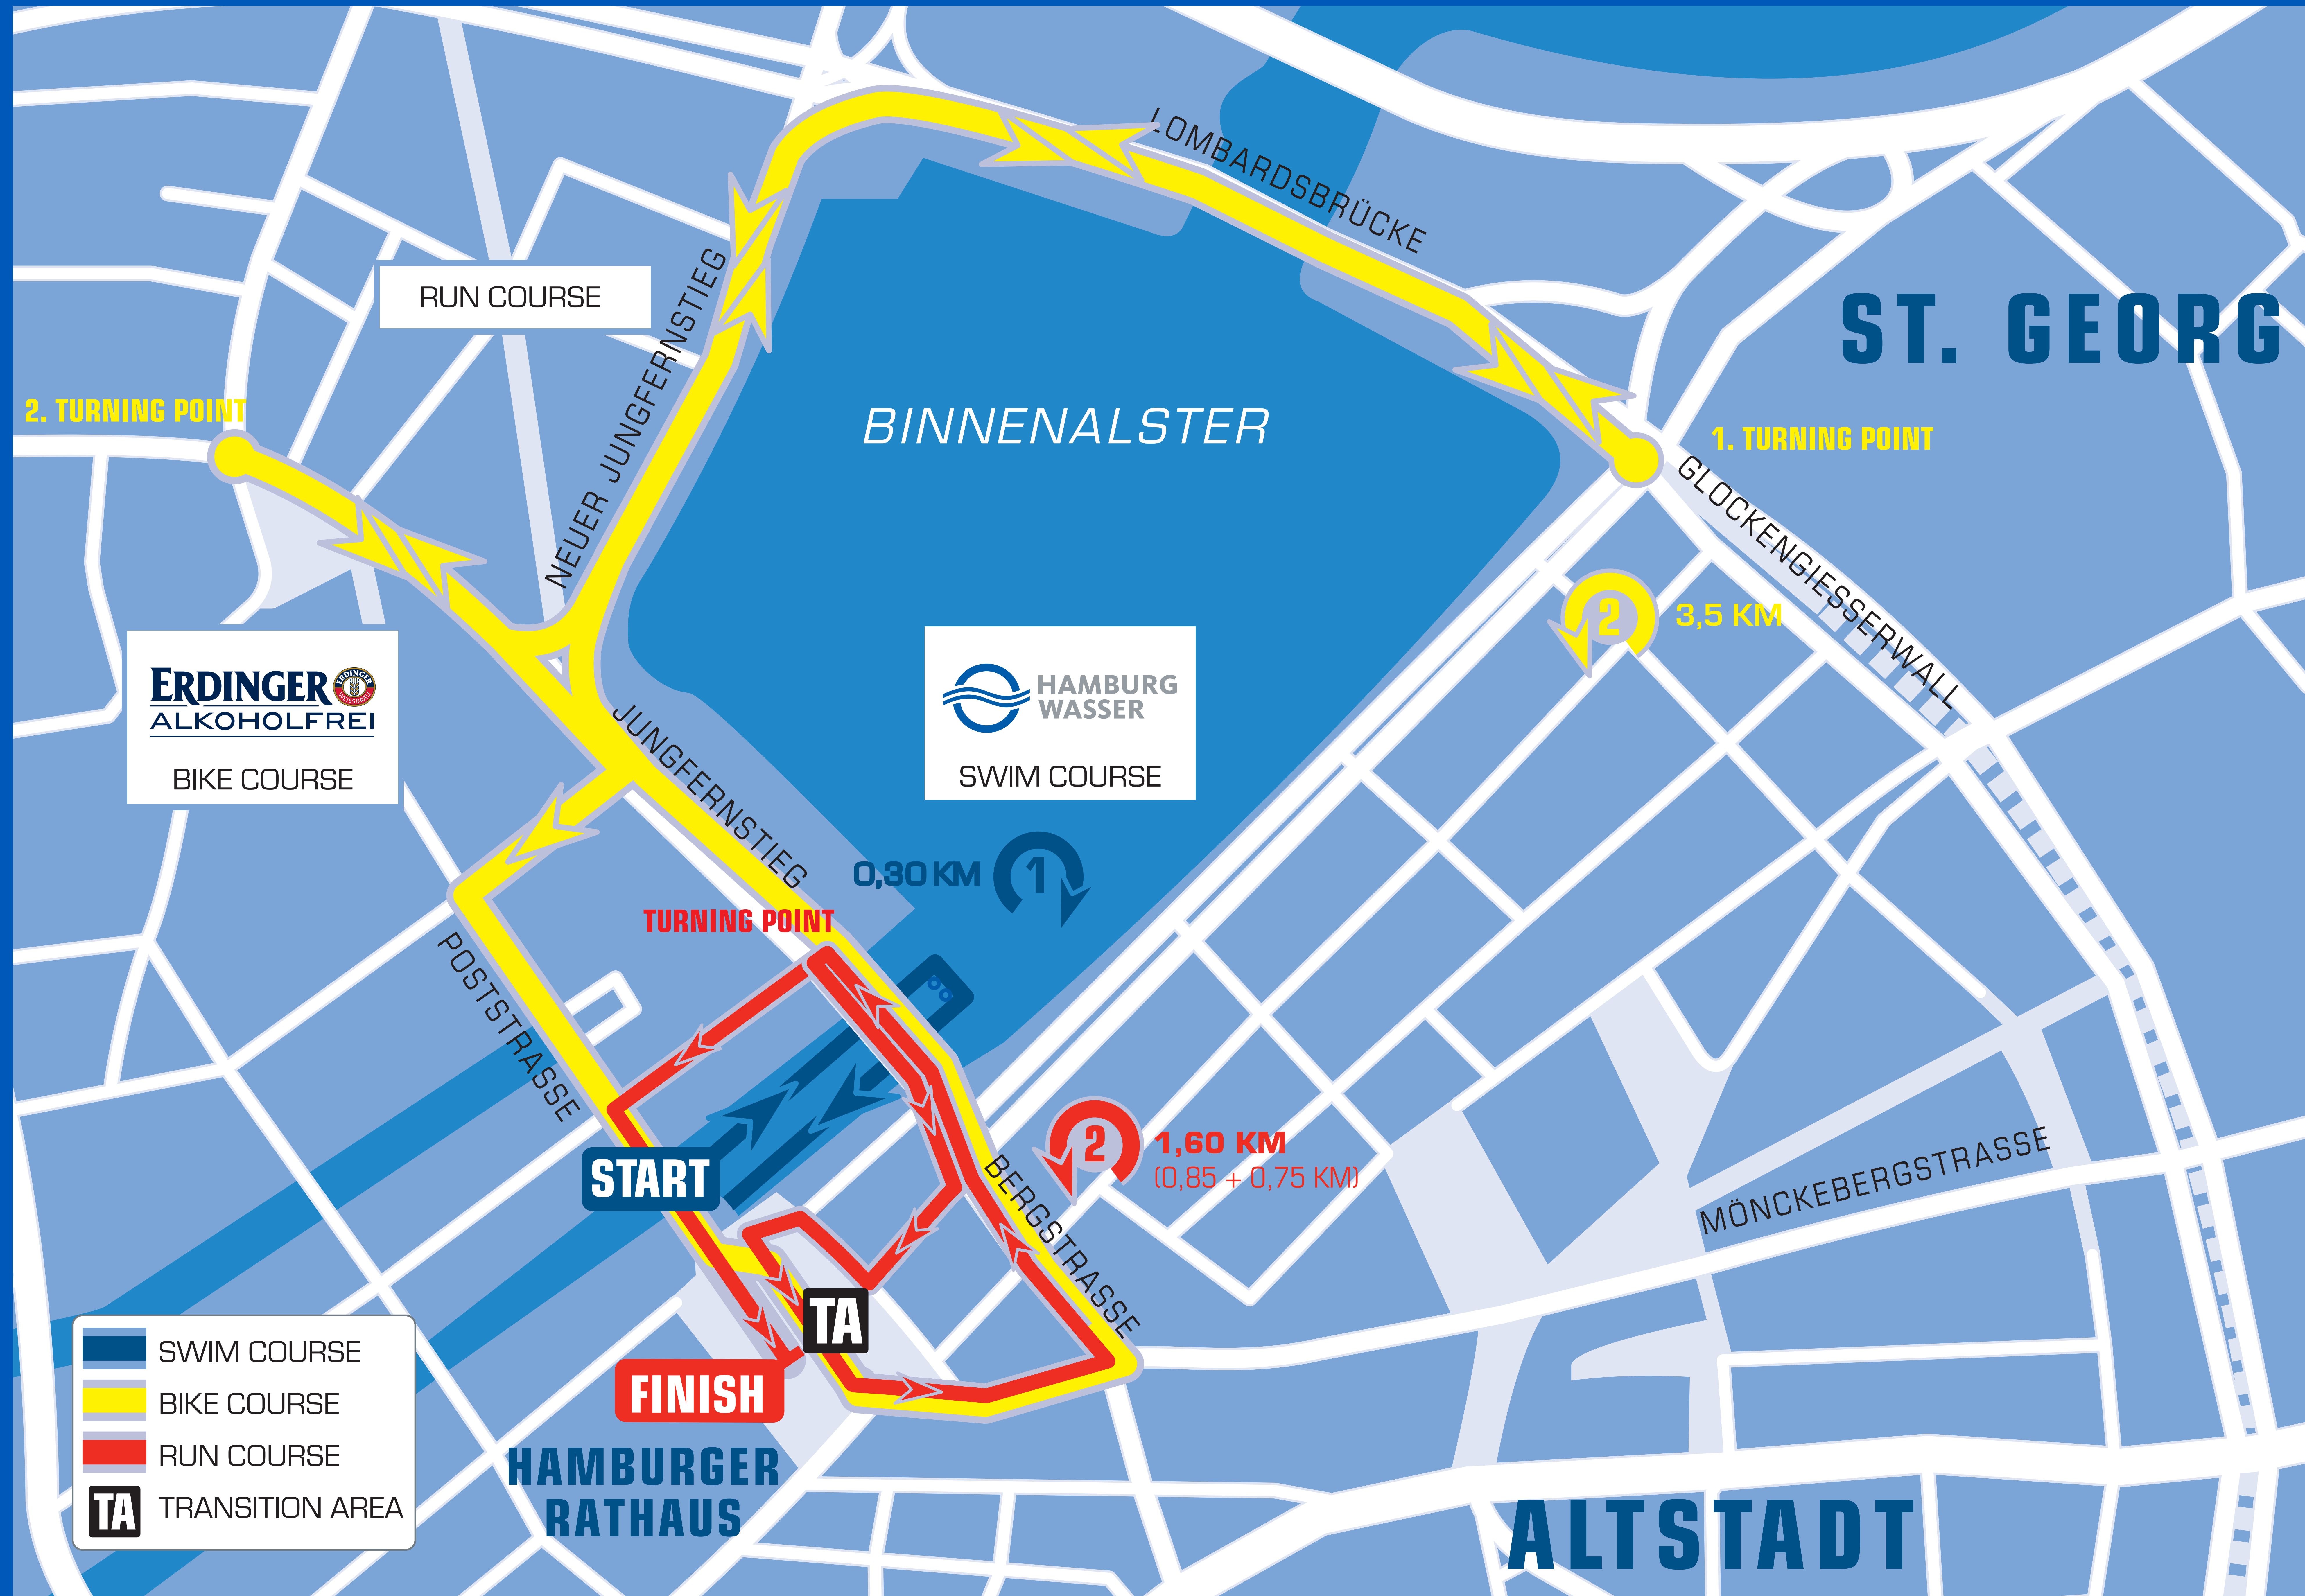 LOMBARDSBRÜCKE
RUN COURSE
NEUER JUNGFERNSTIEG
ST. GEORG
2. TURNING POINT
BINNENALSTER
1. TURNING POINT
GLOCKENGIESSERWALL
2
3,5 KM
ERDINGER
ERDINGER
WEISSBRÄU
ALKOHOLFREI
BIKE COURSE
HAMBURG
WASSER
SWIM COURSE
JUNGFERNSTIEG
0,30 KM
1
TURNING POINT
POSTSTRASSE
START
2
1,60 KM
(0,85 + 0,75 KM)
BERGSTRASSE
MÖNCKEBERGSTRASSE
TA
FINISH
HAMBURGER
RATHAUS
SWIM COURSE
BIKE COURSE
RUN COURSE
TA
TRANSITION AREA
ALTSTADT